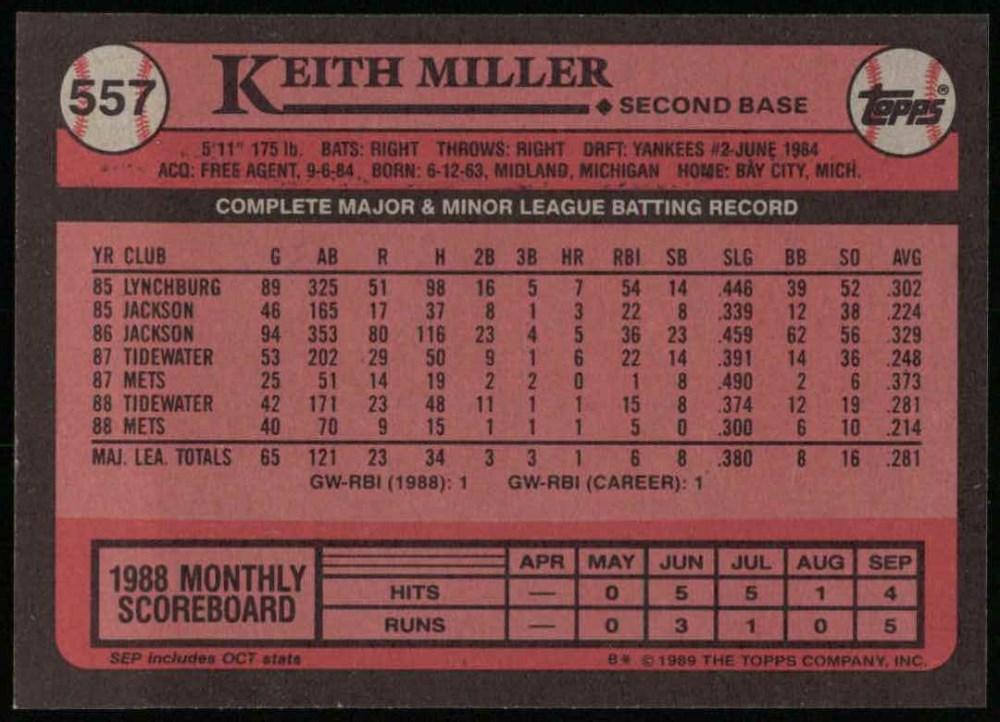 557
KEITH MILLER
◆ SECOND BASE
topps®
5'11" 175 lb. BATS: RIGHT THROWS: RIGHT DRFT: YANKEES #2-JUNE 1984
ACQ: FREE AGENT, 9-6-84 BORN: 6-12-63, MIDLAND, MICHIGAN HOME: BAY CITY, MICH.
COMPLETE MAJOR & MINOR LEAGUE BATTING RECORD
YR CLUB G AB R H 2B 3B HR RBI SB SLG BB SO AVG
85 LYNCHBURG 89 325 51 98 16 5 7 54 14 .446 39 52 .302
85 JACKSON 46 165 17 37 8 1 3 22 8 .339 12 38 .224
86 JACKSON 94 353 80 116 23 4 5 36 23 .459 62 56 .329
87 TIDEWATER 53 202 29 50 9 1 6 22 14 .391 14 36 .248
87 METS 25 51 14 19 2 2 0 1 8 .490 2 6 .373
88 TIDEWATER 42 171 23 48 11 1 1 15 8 .374 12 19 .281
88 METS 40 70 9 15 1 1 1 5 0 .300 6 10 .214
MAJ. LEA. TOTALS 65 121 23 34 3 3 1 6 8 .380 8 16 .281
GW-RBI (1988): 1 GW-RBI (CAREER): 1
1988 MONTHLY
SCOREBOARD
APR MAY JUN JUL AUG SEP
HITS — 0 5 5 1 4
RUNS — 0 3 1 0 5
SEP includes OCT stats
B* © 1989 THE TOPPS COMPANY, INC.